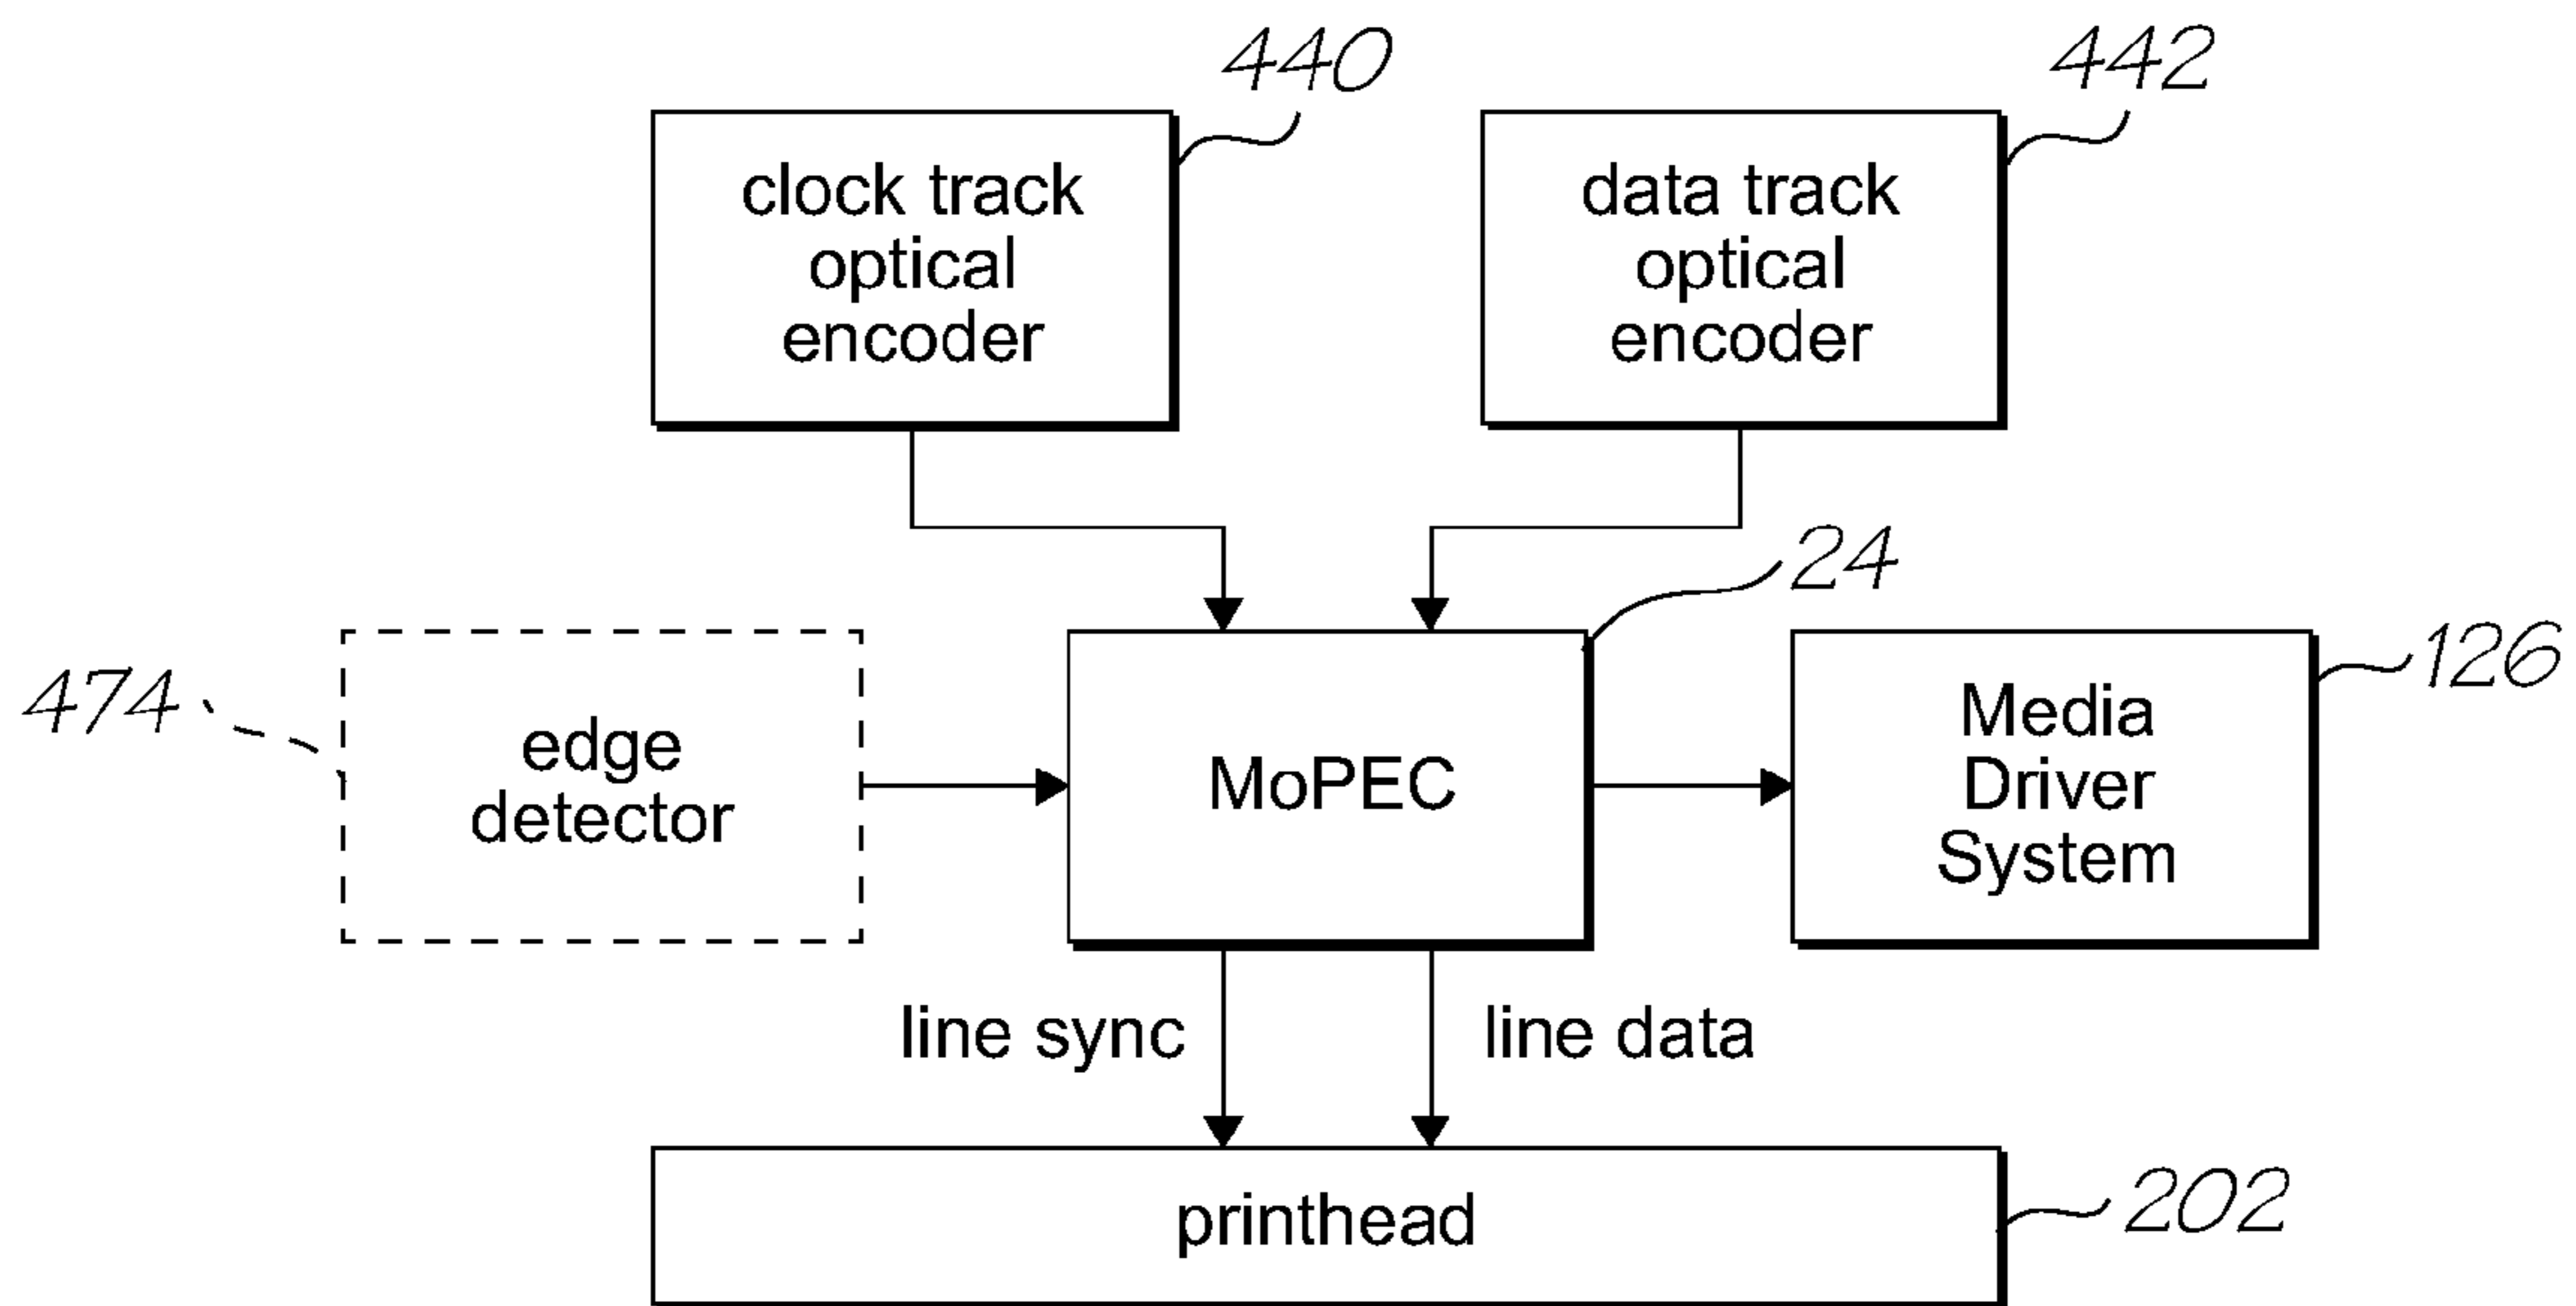 440
442
clock track
optical
encoder
data track
optical
encoder
24
126
474
edge
detector
MoPEC
Media
Driver
System
line sync
line data
printhead
202